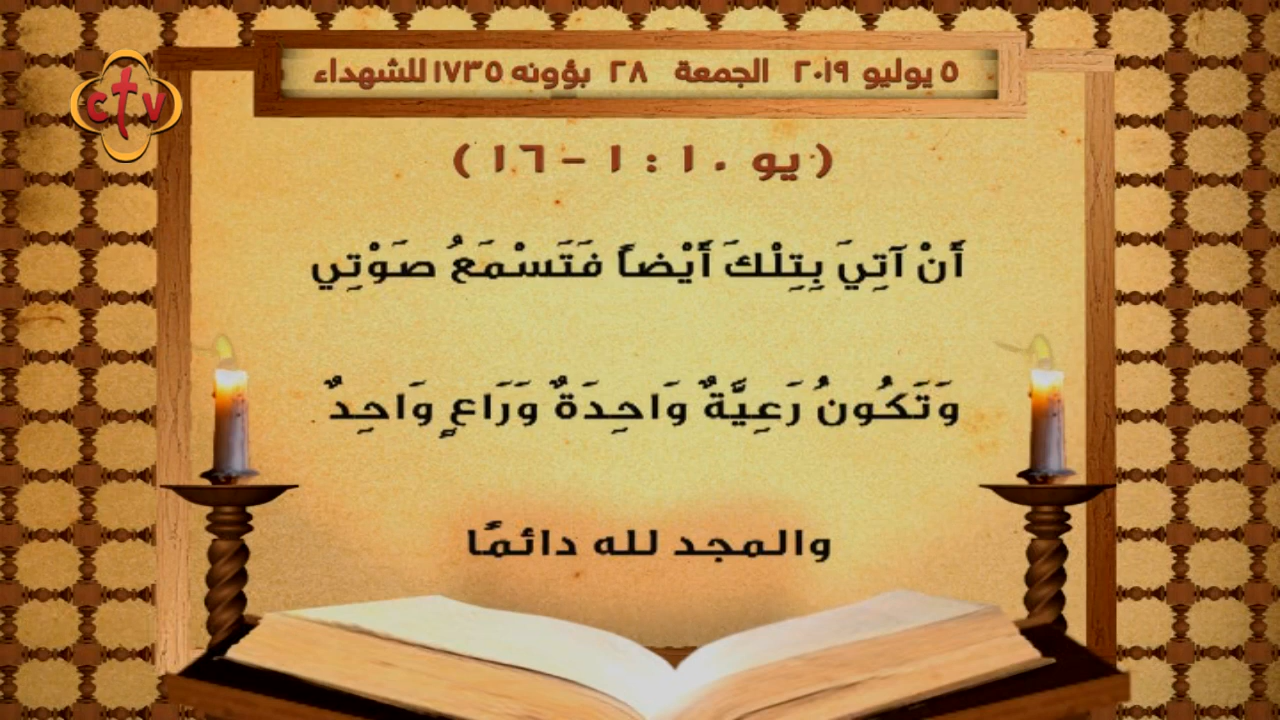 ctv
٥ يوليو ٢٠١٩ الجمعة ٢٨ بؤونه ١٧٣٥ للشهداء
( يو ١٠ : ١ - ١٦ )
أَنْ آتِيَ بِتِلْكَ أَيْضاً فَتَسْمَعُ صَوْتِي
وَتَكُونُ رَعِيَّةٌ وَاحِدَةٌ وَرَاعٍ وَاحِدٌ
والمجد لله دائمًا